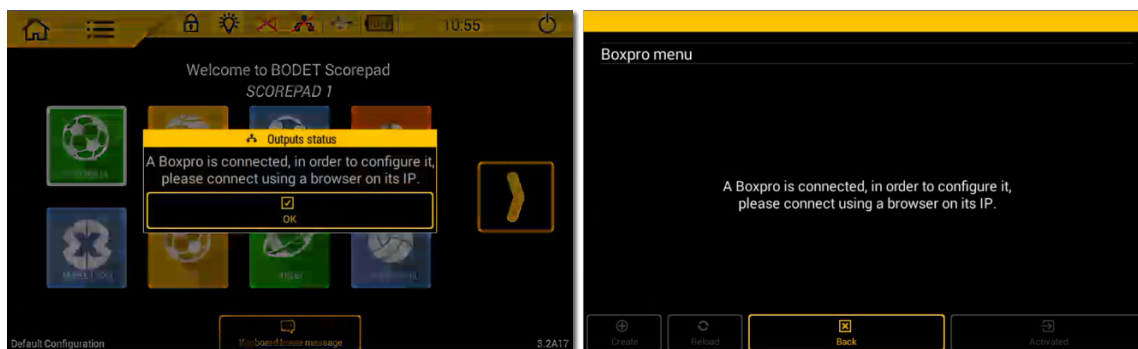 10:55
Welcome to BODET Scorepad
SCOREPAD 1
Outputs status
A Boxpro is connected, in order to configure it,
please connect using a browser on its IP.
OK
Default Configuration
message
3.2A17
Boxpro menu
A Boxpro is connected, in order to configure it,
please connect using a browser on its IP.
Create
Reload
Back
Activated